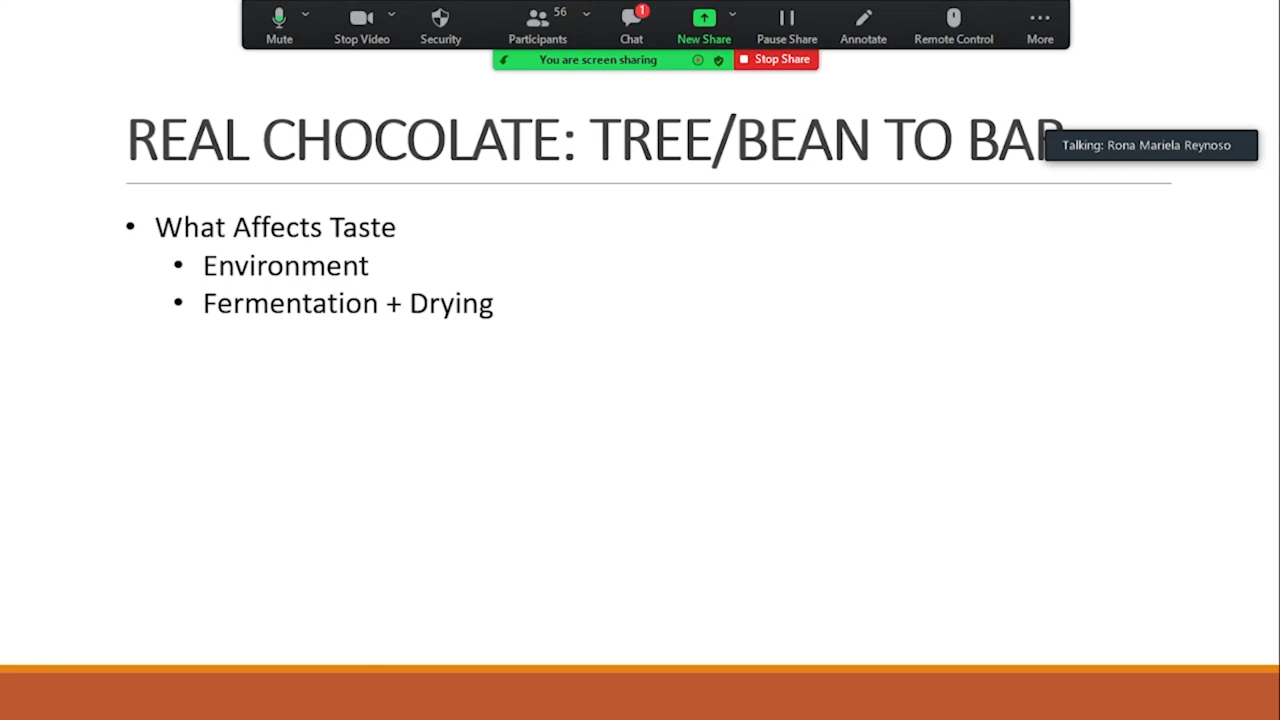 56
1
Mute
Stop Video
Security
Participants
Chat
New Share
Pause Share
Annotate
Remote Control
More
You are screen sharing
Stop Share
REAL CHOCOLATE: TREE/BEAN TO BAR
Talking: Rona Mariela Reynoso
• What Affects Taste
• Environment
• Fermentation + Drying